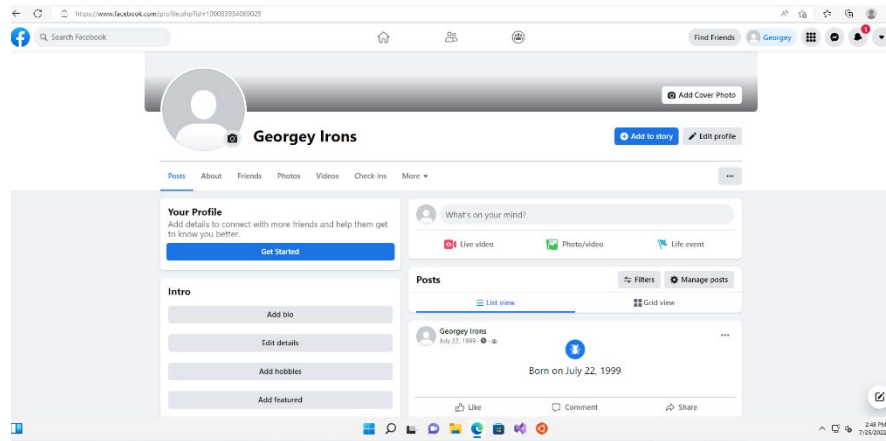 https://www.facebook.com/profile.php?id=100083934069025
Search Facebook
Find Friends
Georgey
1
Add Cover Photo
Georgey Irons
Add to story
Edit profile
Posts
About
Friends
Photos
Videos
Check-ins
More
Your Profile
Add details to connect with more friends and help them get
to know you better.
Get Started
What's on your mind?
Live video
Photo/video
Life event
Intro
Add bio
Edit details
Add hobbies
Add featured
Posts
Filters
Manage posts
List view
Grid view
Georgey Irons
July 22, 1999
Born on July 22, 1999
Like
Comment
Share
2:48 PM
7/25/2022